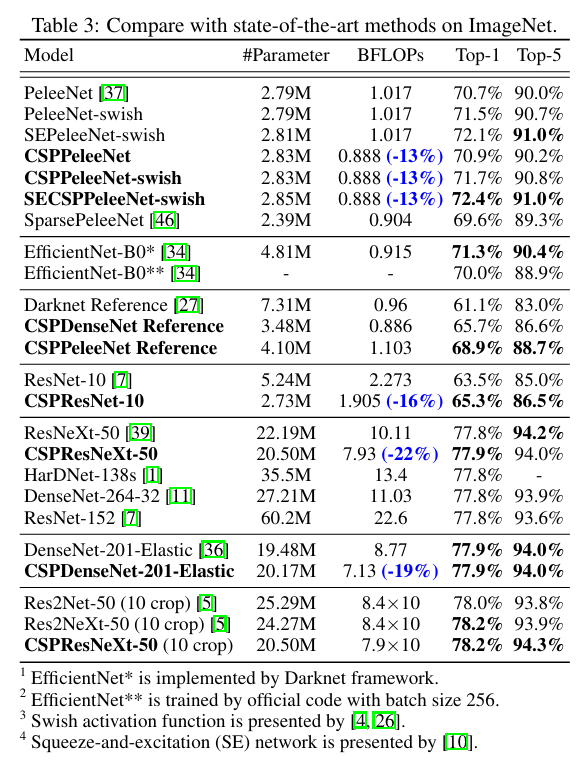 Table 3: Compare with state-of-the-art methods on ImageNet.
Model #Parameter BFLOPs Top-1 Top-5
PeleeNet [37] 2.79M 1.017 70.7% 90.0%
PeleeNet-swish 2.79M 1.017 71.5% 90.7%
SEPeleeNet-swish 2.81M 1.017 72.1% 91.0%
CSPPeleeNet 2.83M 0.888 (-13%) 70.9% 90.2%
CSPPeleeNet-swish 2.83M 0.888 (-13%) 71.7% 90.8%
SECSPPeleeNet-swish 2.85M 0.888 (-13%) 72.4% 91.0%
SparsePeleeNet [46] 2.39M 0.904 69.6% 89.3%
EfficientNet-B0* [34] 4.81M 0.915 71.3% 90.4%
EfficientNet-B0** [34] - - 70.0% 88.9%
Darknet Reference [27] 7.31M 0.96 61.1% 83.0%
CSPDenseNet Reference 3.48M 0.886 65.7% 86.6%
CSPPeleeNet Reference 4.10M 1.103 68.9% 88.7%
ResNet-10 [7] 5.24M 2.273 63.5% 85.0%
CSPResNet-10 2.73M 1.905 (-16%) 65.3% 86.5%
ResNeXt-50 [39] 22.19M 10.11 77.8% 94.2%
CSPResNeXt-50 20.50M 7.93 (-22%) 77.9% 94.0%
HarDNet-138s [1] 35.5M 13.4 77.8% -
DenseNet-264-32 [11] 27.21M 11.03 77.8% 93.9%
ResNet-152 [7] 60.2M 22.6 77.8% 93.6%
DenseNet-201-Elastic [36] 19.48M 8.77 77.9% 94.0%
CSPDenseNet-201-Elastic 20.17M 7.13 (-19%) 77.9% 94.0%
Res2Net-50 (10 crop) [5] 25.29M 8.4×10 78.0% 93.8%
Res2NeXt-50 (10 crop) [5] 24.27M 8.4×10 78.2% 93.9%
CSPResNeXt-50 (10 crop) 20.50M 7.9×10 78.2% 94.3%
1 EfficientNet* is implemented by Darknet framework.
2 EfficientNet** is trained by official code with batch size 256.
3 Swish activation function is presented by [4, 26].
4 Squeeze-and-excitation (SE) network is presented by [10].